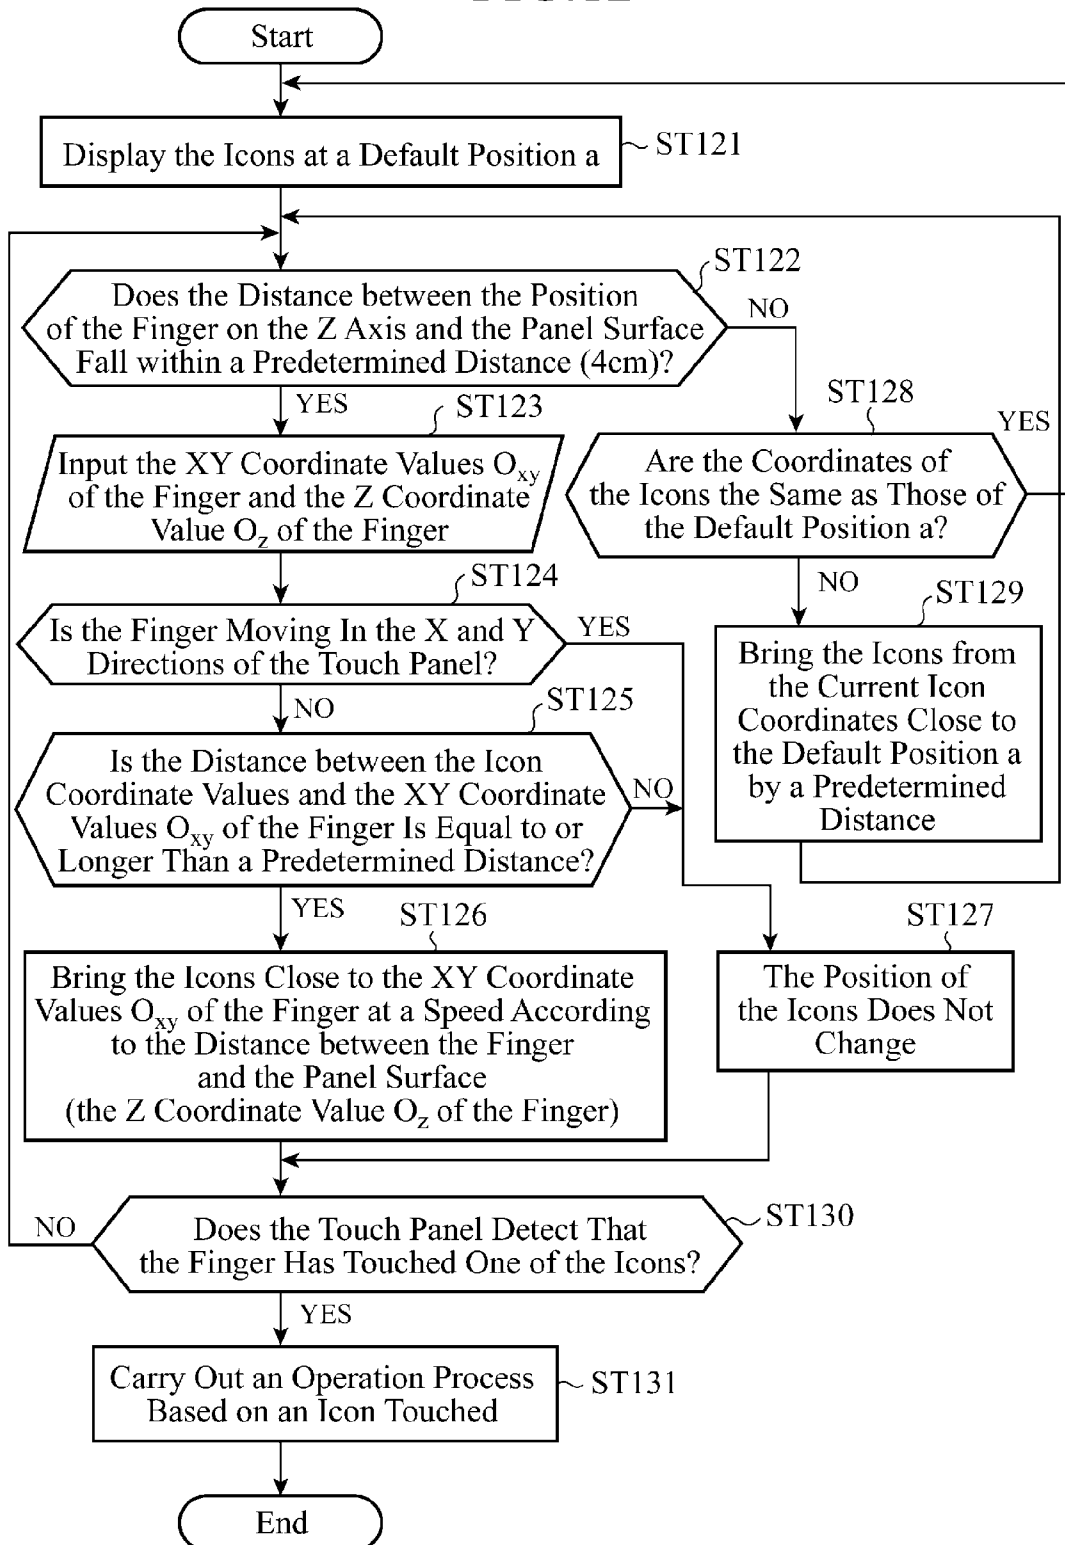 Start
Display the Icons at a Default Position a
ST121
ST122
Does the Distance between the Position
of the Finger on the Z Axis and the Panel Surface
Fall within a Predetermined Distance (4cm)?
NO
YES
ST123
Input the XY Coordinate Values Oxy
of the Finger and the Z Coordinate
Value Oz of the Finger
ST128
YES
Are the Coordinates of
the Icons the Same as Those of
the Default Position a?
NO
ST124
Is the Finger Moving In the X and Y
Directions of the Touch Panel?
YES
NO
ST129
Bring the Icons from
the Current Icon
Coordinates Close to
the Default Position a
by a Predetermined
Distance
ST125
Is the Distance between the Icon
Coordinate Values and the XY Coordinate
Values Oxy of the Finger Is Equal to or
Longer Than a Predetermined Distance?
NO
YES
ST126
Bring the Icons Close to the XY Coordinate
Values Oxy of the Finger at a Speed According
to the Distance between the Finger
and the Panel Surface
(the Z Coordinate Value Oz of the Finger)
ST127
The Position of
the Icons Does Not
Change
NO
Does the Touch Panel Detect That
the Finger Has Touched One of the Icons?
ST130
YES
Carry Out an Operation Process
Based on an Icon Touched
ST131
End